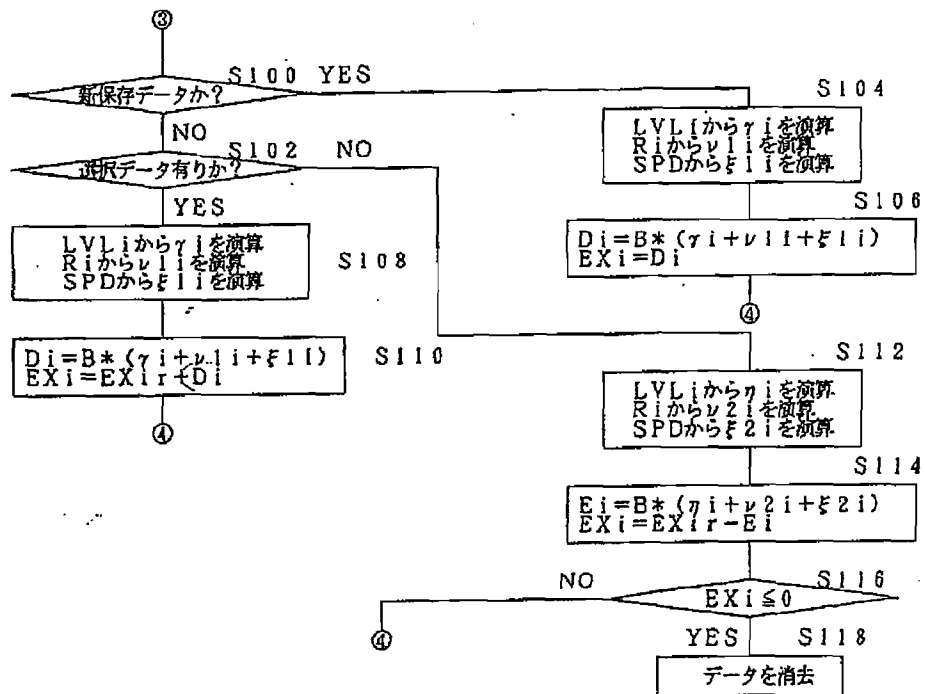 ③
S100 YES
新保存データか?
NO
S102 NO
選択データ有りか?
YES
LVLiからγiを演算
Riからν1iを演算
SPDからξ1iを演算
S108
Di=B*(γi+ν1i+ξ1i)
EXi=EXir+Di
S110
④
S104
LVLiからγiを演算
Riからν1iを演算
SPDからξ1iを演算
S106
Di=B*(γi+ν1i+ξ1i)
EXi=Di
④
S112
LVLiからηiを演算
Riからν2iを演算
SPDからξ2iを演算
S114
Ei=B*(ηi+ν2i+ξ2i)
EXi=EXir-Ei
NO
S116
EXi≦0
④
YES S118
データを消去